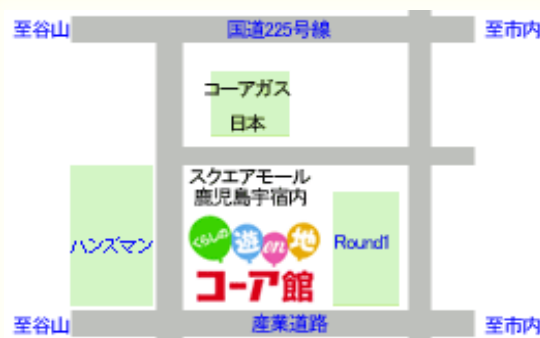 至谷山 国道225号線 至市内
コーアガス
日本
スクエアモール
鹿児島宇宿内
ハンズマン
くらしの遊on地
Round1
コーア館
至谷山 産業道路 至市内